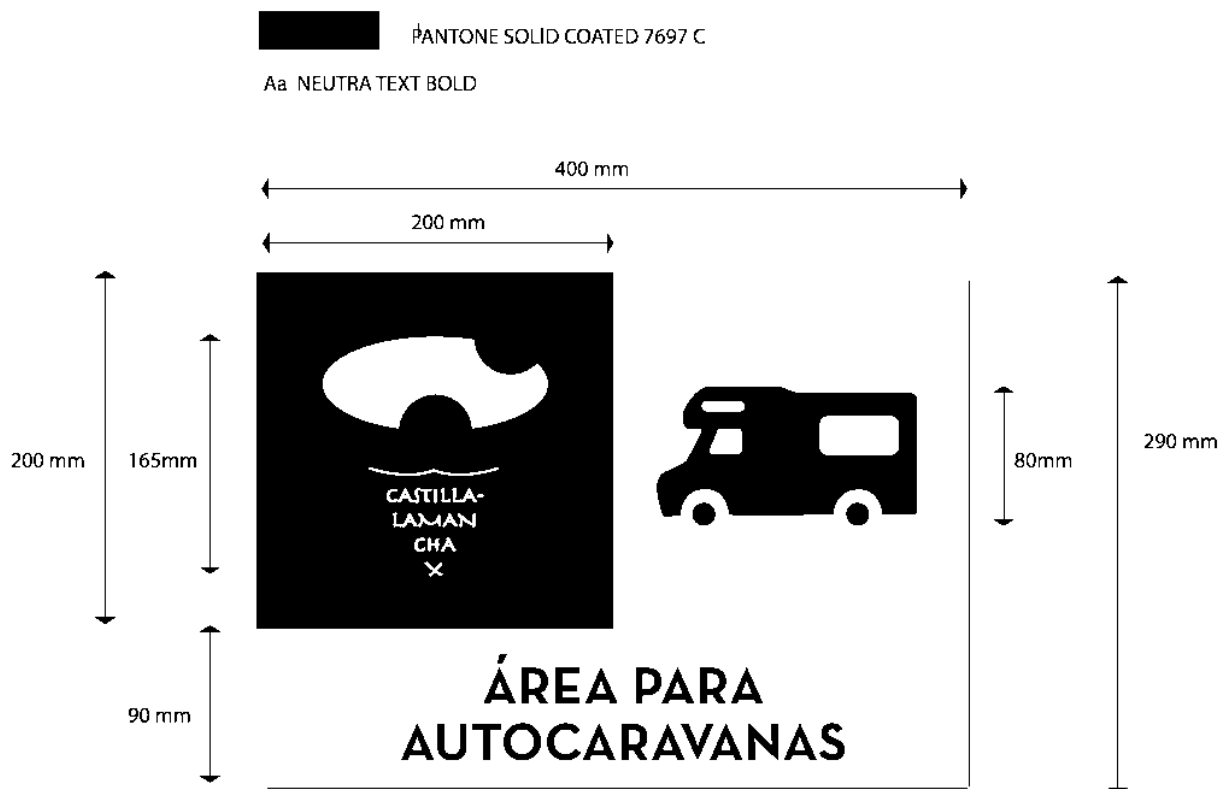 PANTONE SOLID COATED 7697 C
Aa NEUTRA TEXT BOLD
400 mm
200 mm
200 mm
165mm
80mm
290 mm
CASTILLA-
LAMAN
CHA
90 mm
ÁREA PARA
AUTOCARAVANAS